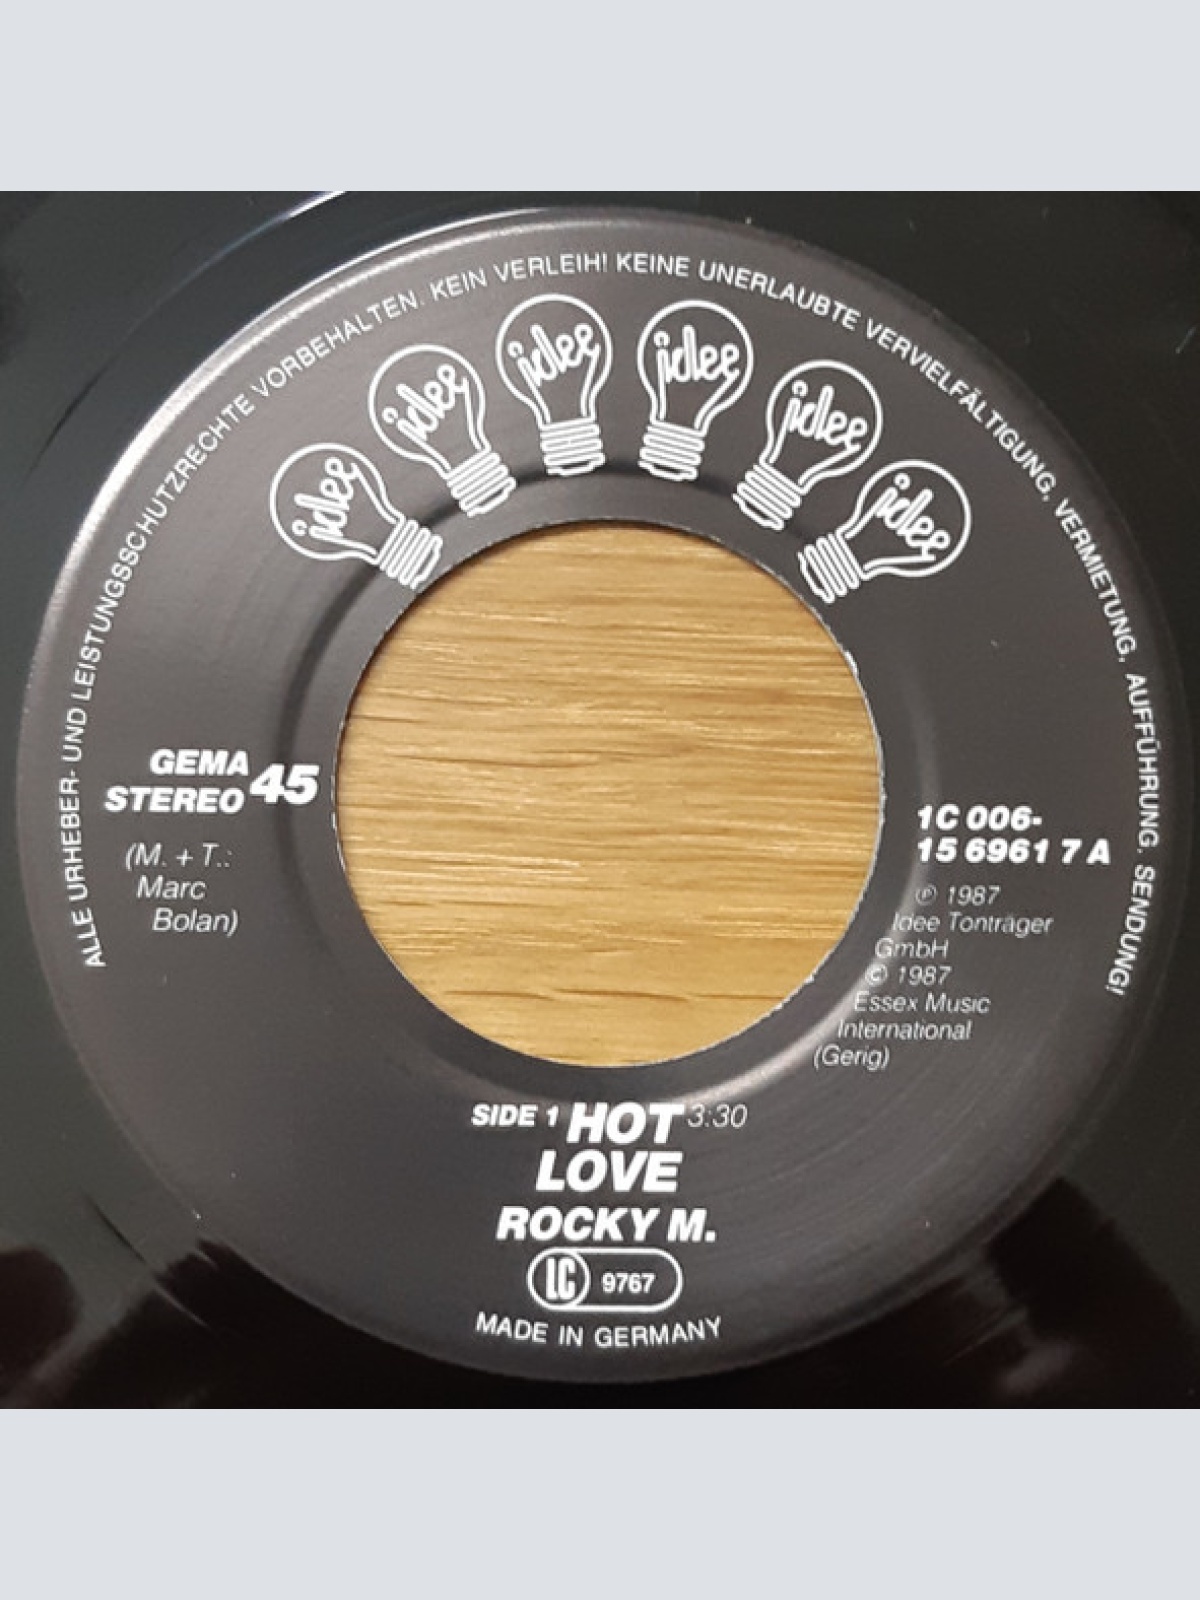 ALLE URHEBER- UND LEISTUNGSSCHUTZRECHTE VORBEHALTEN. KEIN VERLEIH! KEINE UNERLAUBTE VERVIELFÄLTIGUNG, VERMIETUNG, AUFFÜHRUNG, SENDUNG!
idee
idee
idee
idee
idee
idee
GEMA
STEREO 45
(M. + T.:
Marc
Bolan)
1C 006-
15 6961 7 A
℗ 1987
Idee Tonträger
GmbH
© 1987
Essex Music
International
(Gerig)
SIDE 1 HOT 3:30
LOVE
ROCKY M.
LC 9767
MADE IN GERMANY